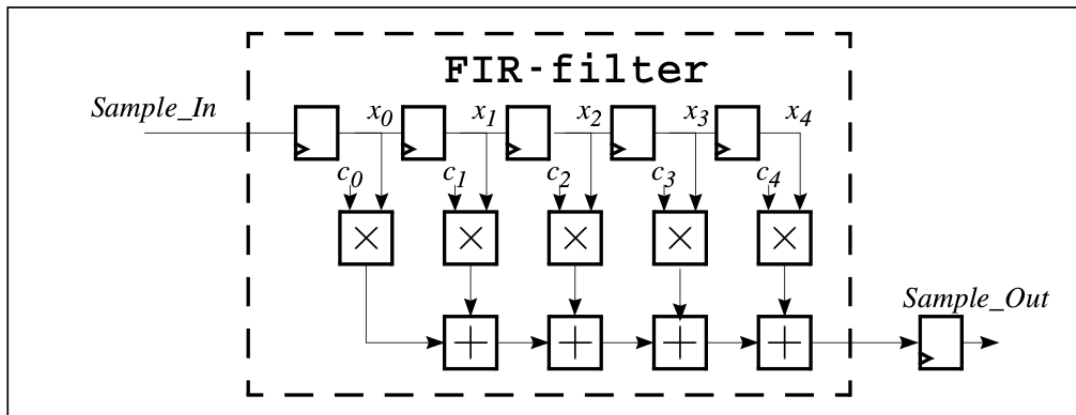 FIR-filter
Sample_In x0 x1 x2 x3 x4
c0 c1 c2 c3 c4
× × × × ×
Sample_Out
+ + + +